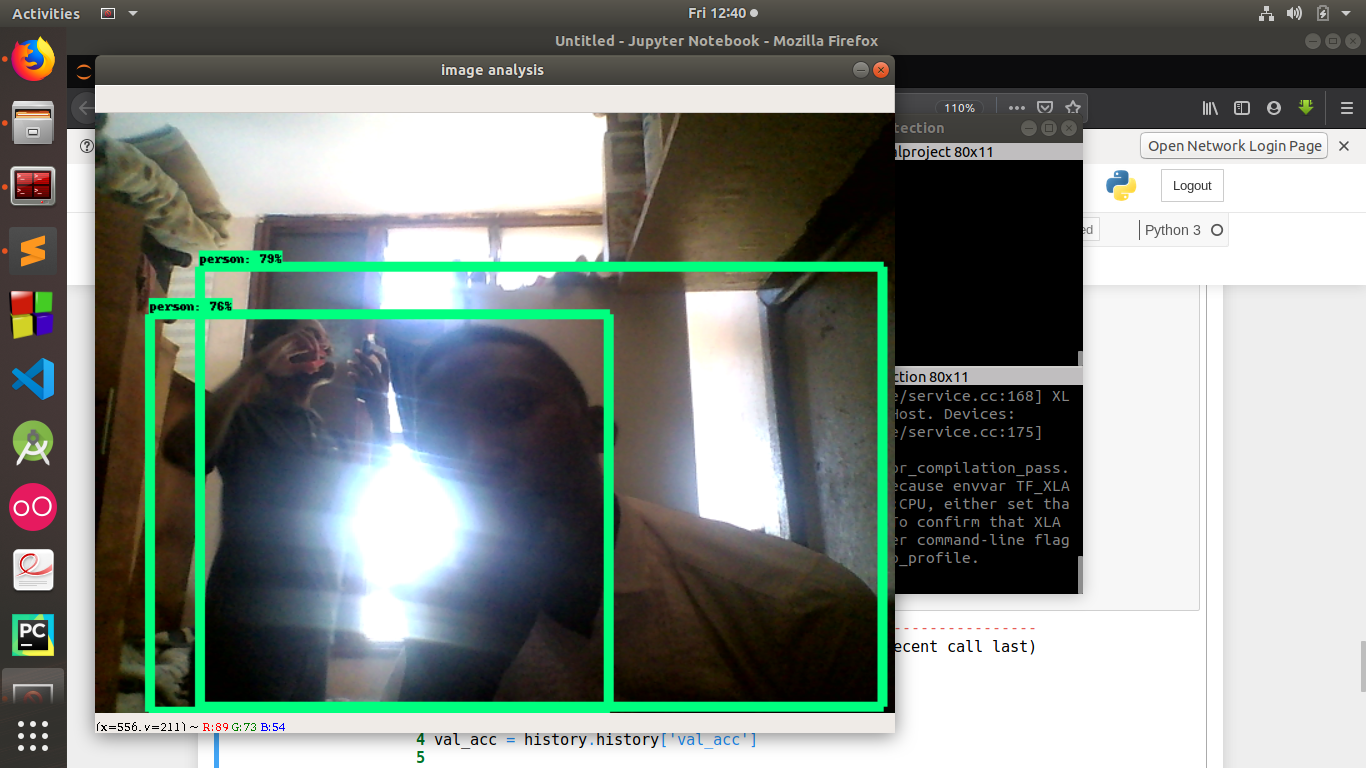 Activities
Fri 12:40
Untitled - Jupyter Notebook - Mozilla Firefox
image analysis
110%
tection
Open Network Login Page
alproject 80x11
Logout
ed
Python 3
person: 79%
person: 76%
ction 80x11
e/service.cc:168] XL
Host. Devices:
e/service.cc:175]
or_compilation_pass.
ecause envvar TF_XLA
:CPU, either set tha
To confirm that XLA
er command-line flag
o_profile.
PC
----------------
ecent call last)
(x=556, y=211) ~ R:89 G:73 B:54
4 val_acc = history.history['val_acc']
5